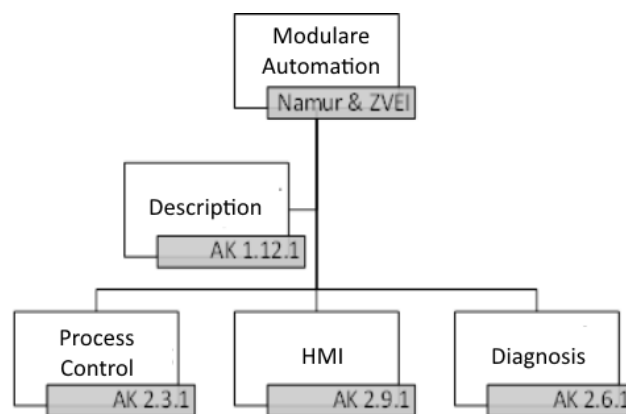 Modulare
Automation
Namur & ZVEI
Description
AK 1.12.1
Process
Control
AK 2.3.1
HMI
AK 2.9.1
Diagnosis
AK 2.6.1